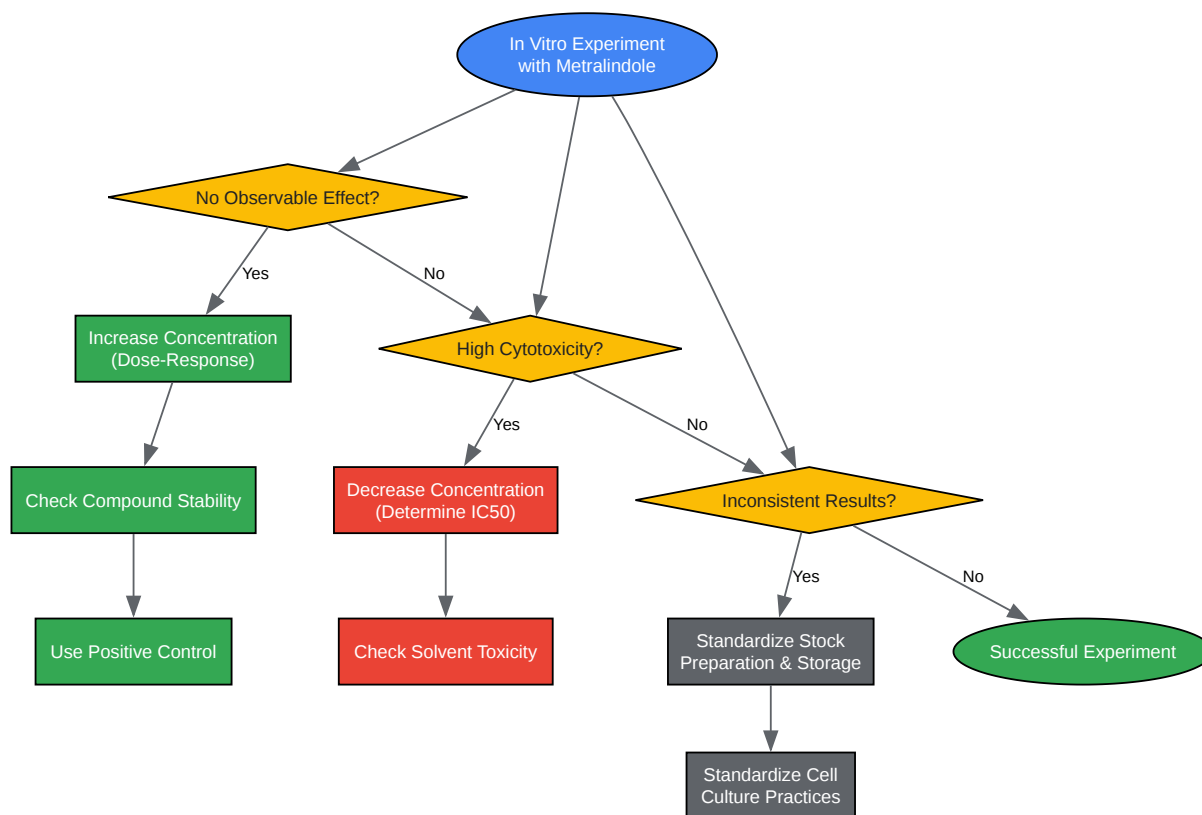 In Vitro Experiment
with Metralindole
No Observable Effect?
Yes
No
Increase Concentration
(Dose-Response)
High Cytotoxicity?
Yes
No
Check Compound Stability
Decrease Concentration
(Determine IC50)
Inconsistent Results?
Yes
No
Use Positive Control
Check Solvent Toxicity
Standardize Stock
Preparation & Storage
Successful Experiment
Standardize Cell
Culture Practices